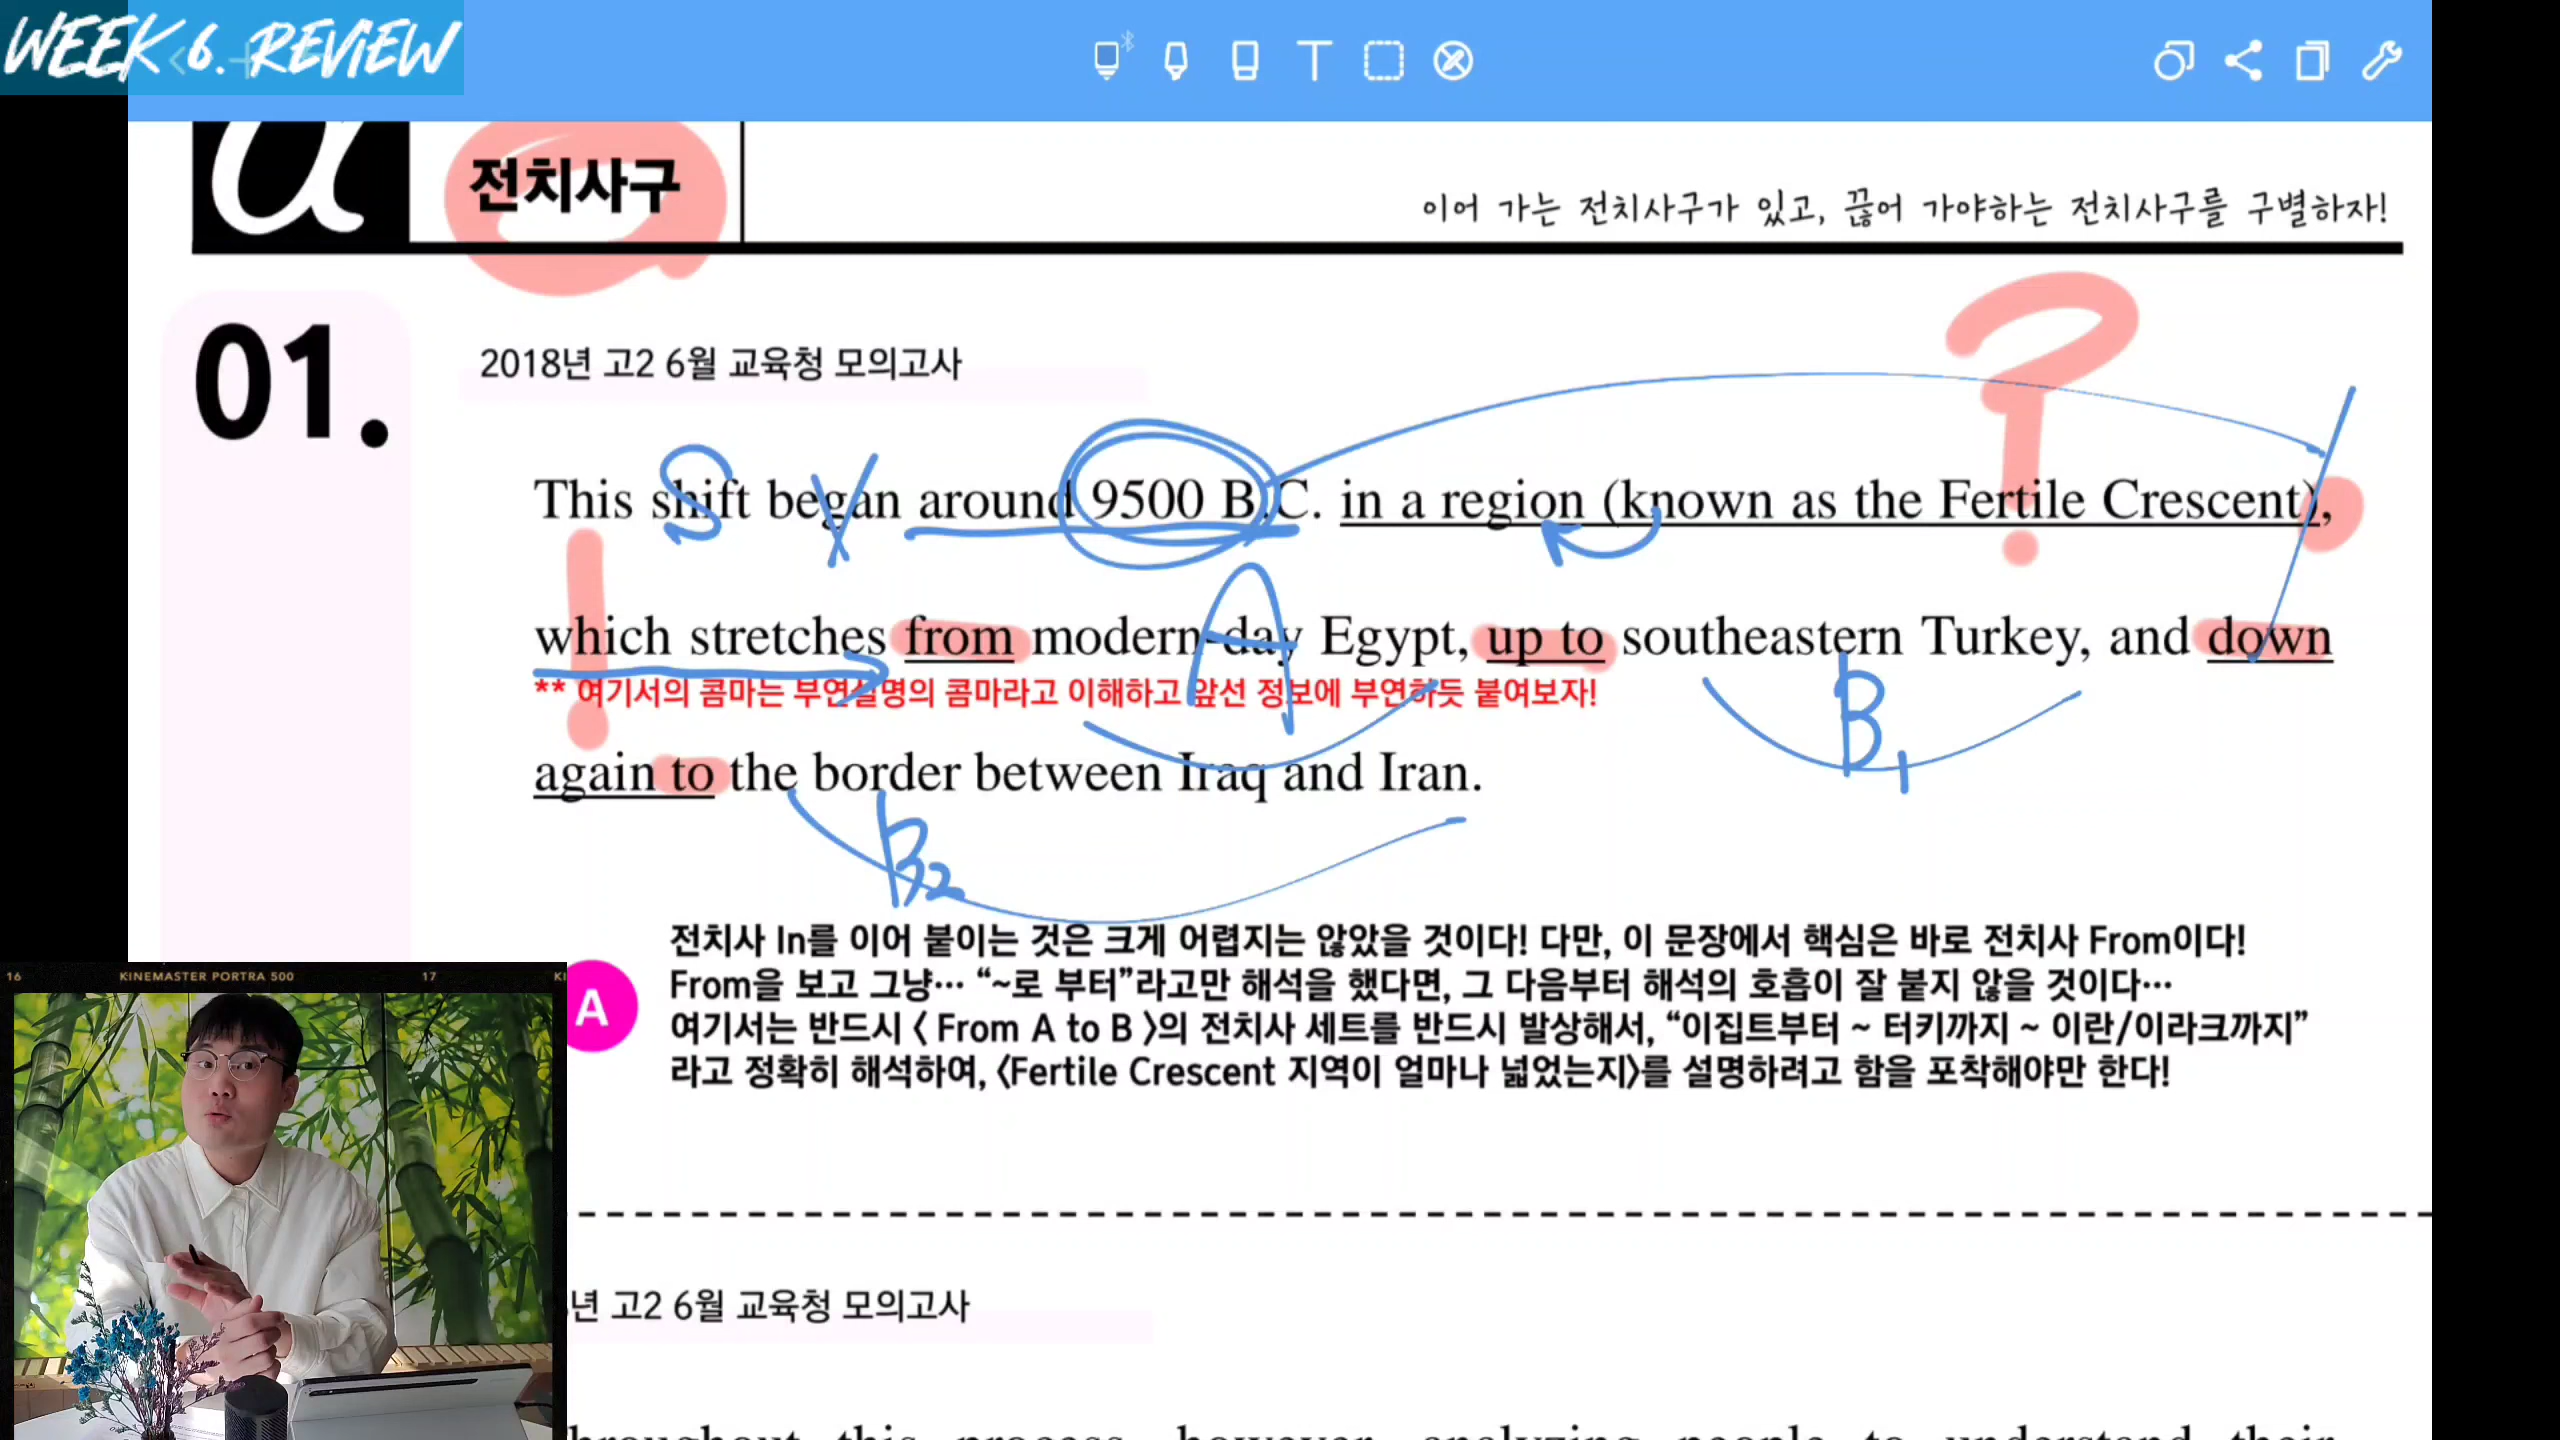 WEEK 6. REVIEW
α
전치사구
이어 가는 전치사구가 있고, 끊어 가야하는 전치사구를 구별하자!
01.
2018년 고2 6월 교육청 모의고사
?
S V
This shift began around 9500 B.C. in a region (known as the Fertile Crescent),
!
which stretches from modern-day Egypt, up to southeastern Turkey, and down
A
B1
** 여기서의 콤마는 부연설명의 콤마라고 이해하고 앞선 정보에 부연하듯 붙여보자!
again to the border between Iraq and Iran.
B2
A
전치사 In를 이어 붙이는 것은 크게 어렵지는 않았을 것이다! 다만, 이 문장에서 핵심은 바로 전치사 From이다!
From을 보고 그냥… “~로 부터”라고만 해석을 했다면, 그 다음부터 해석의 호흡이 잘 붙지 않을 것이다…
여기서는 반드시 〈 From A to B 〉의 전치사 세트를 반드시 발상해서, “이집트부터 ~ 터키까지 ~ 이란/이라크까지”
라고 정확히 해석하여, 〈Fertile Crescent 지역이 얼마나 넓었는지〉를 설명하려고 함을 포착해야만 한다!
16 KINEMASTER PORTRA 500 17 KI
년 고2 6월 교육청 모의고사
hroughout this process, however, analyzing people to understand their